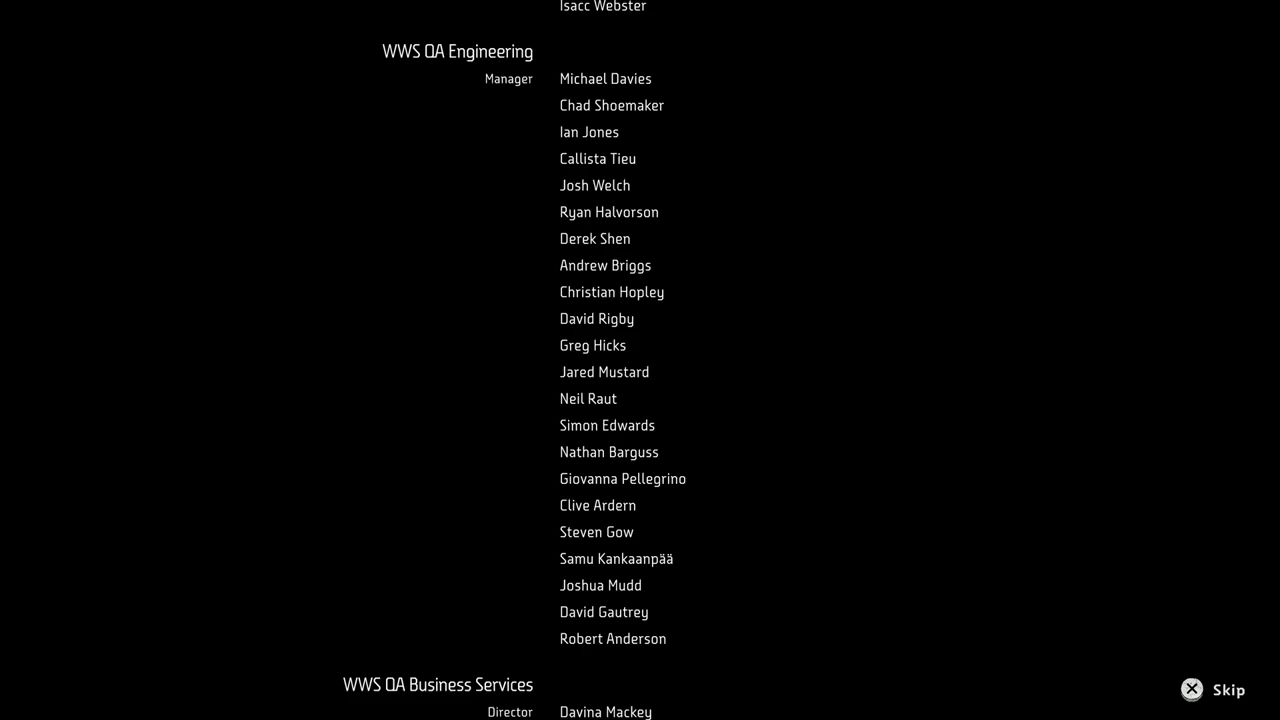 Isacc Webster
WWS QA Engineering
Manager Michael Davies
Chad Shoemaker
Ian Jones
Callista Tieu
Josh Welch
Ryan Halvorson
Derek Shen
Andrew Briggs
Christian Hopley
David Rigby
Greg Hicks
Jared Mustard
Neil Raut
Simon Edwards
Nathan Barguss
Giovanna Pellegrino
Clive Ardern
Steven Gow
Samu Kankaanpää
Joshua Mudd
David Gautrey
Robert Anderson
WWS QA Business Services
Director Davina Mackey
Skip